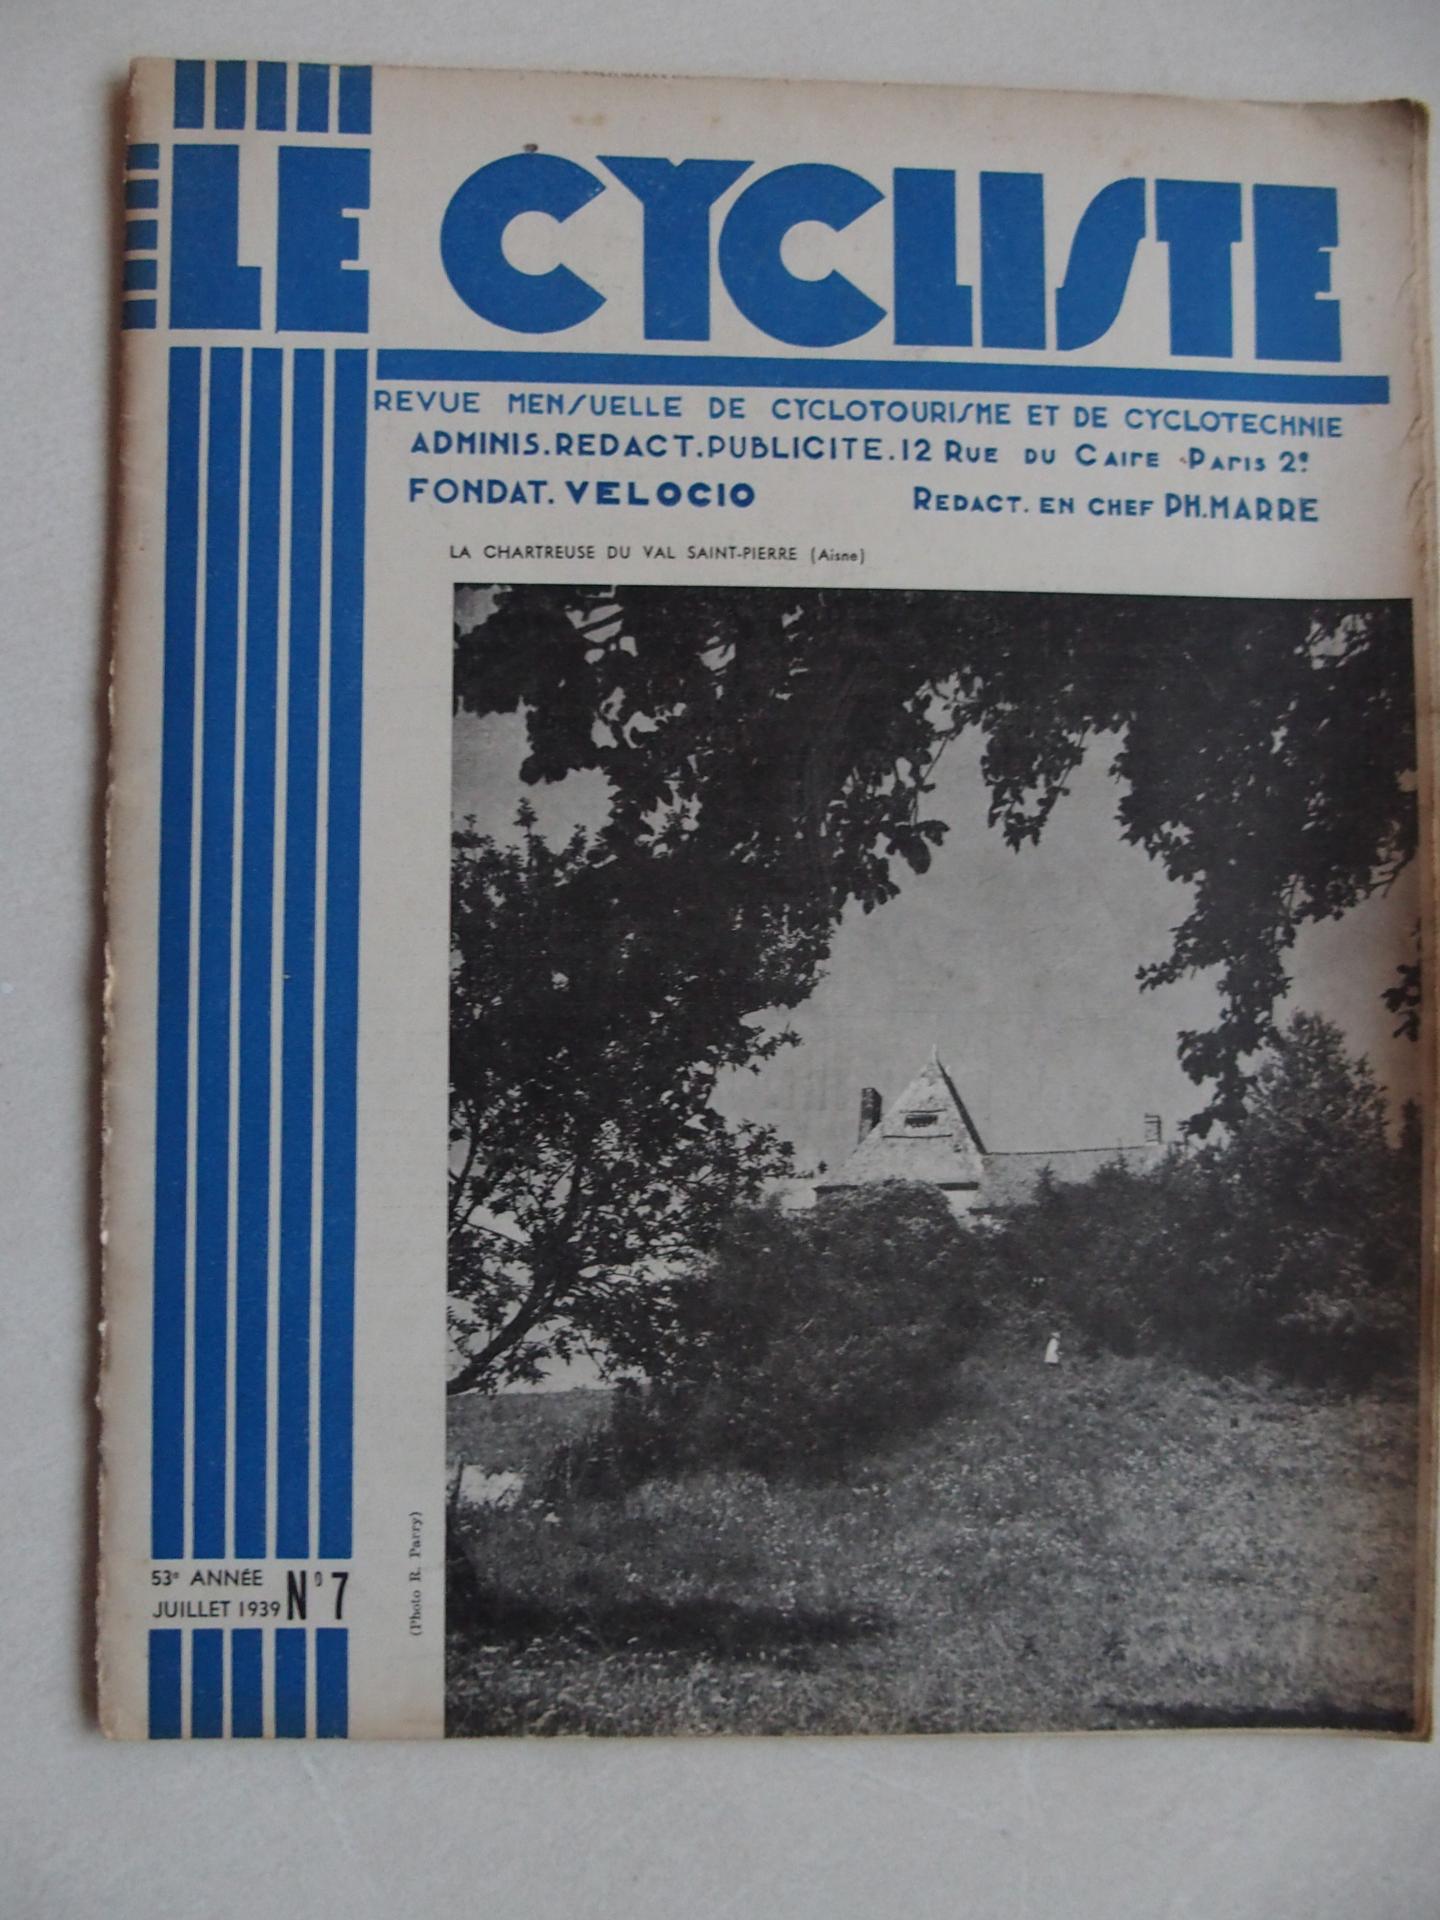 LE CYCLISTE
REVUE MENSUELLE DE CYCLOTOURISME ET DE CYCLOTECHNIE
ADMINIS.REDACT.PUBLICITE.12 RUE DU CAIRE PARIS 2e
FONDAT. VELOCIO REDACT. EN CHEF PH.MARRE
LA CHARTREUSE DU VAL SAINT-PIERRE (Aisne)
(Photo R. Parry)
53e ANNÉE
JUILLET 1939 No 7